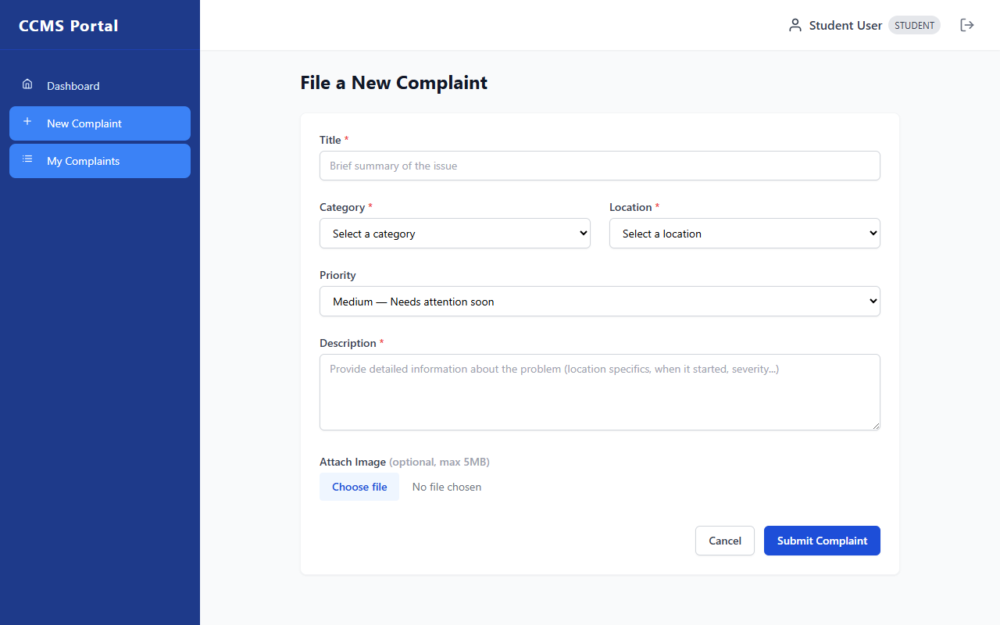 CCMS Portal
Student User STUDENT
Dashboard
New Complaint
My Complaints
File a New Complaint
Title *
Brief summary of the issue
Category * Location *
Select a category Select a location
Priority
Medium — Needs attention soon
Description *
Provide detailed information about the problem (location specifics, when it started, severity...)
Attach Image (optional, max 5MB)
Choose file No file chosen
Cancel Submit Complaint